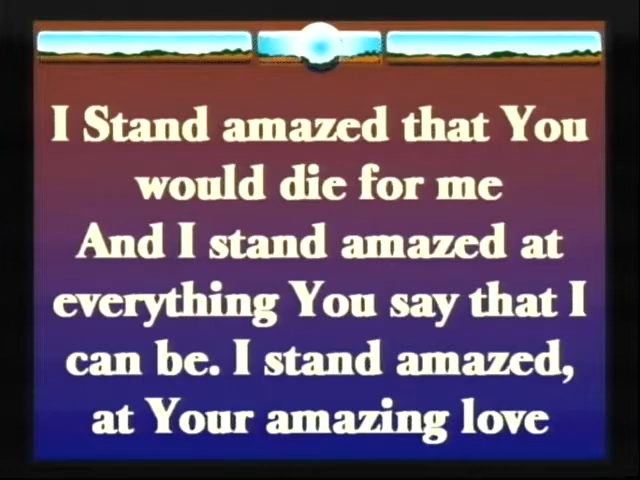 I Stand amazed that You
would die for me
And I stand amazed at
everything You say that I
can be. I stand amazed,
at Your amazing love